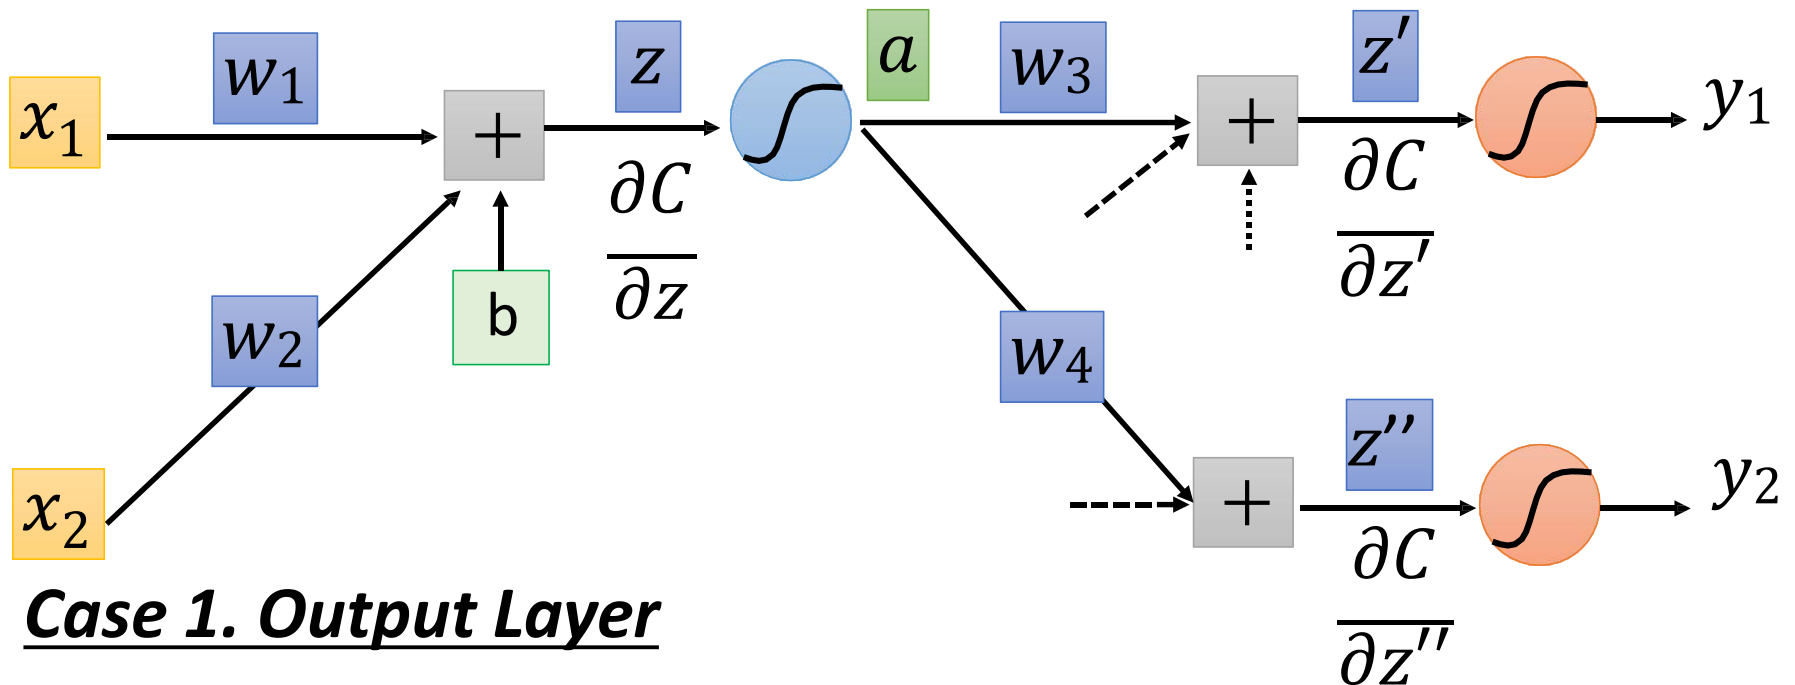 x₁
w₁
+
z
a
w₃
+
z′
y₁
∂C
∂z
∂C
∂z′
w₂
b
w₄
x₂
+
z′′
y₂
∂C
∂z′′
Case 1. Output Layer